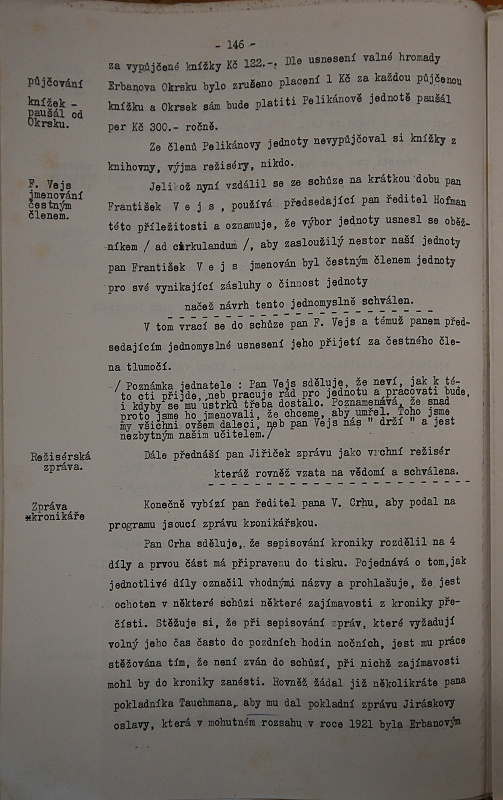 - 146 -
za vypůjčené knížky Kč 122.-. Dle usnesení valné hromady
půjčování
Erbanova Okrsku bylo zrušeno placení 1 Kč za každou půjčenou
knížek -
paušál od
Okrsku.
knížku a Okrsek sám bude platiti Pelikánově jednotě paušál
per Kč 300.- ročně.
Ze členů Pelikánovy jednoty nevypůjčoval si knížky z
knihovny, výjma režiséry, nikdo.
F. Vejs
jmenování
čestným
členem.
Jelikož nyní vzdálil se ze schůze na krátkou dobu pan
František V e j s , používá předsedající pan ředitel Hofman
této příležitosti a oznamuje, že výbor jednoty usnesl se oběž-
níkem / ad cirkulandum /, aby zasloužilý nestor naší jednoty
pan František V e j s jmenován byl čestným členem jednoty
pro své vynikající zásluhy o činnost jednoty
načež návrh tento jednomyslně schválen.
V tom vrací se do schůze pan F. Vejs a témuž panem před-
sedajícím jednomyslné usnesení jeho přijetí za čestného čle-
na tlumočí.
/ Poznámka jednatele : Pan Vejs sděluje, že neví, jak k té-
to cti přijde, neb pracuje rád pro jednotu a pracovati bude,
i kdyby se mu ústrků třeba dostalo. Poznamenává, že snad
proto jsme ho jmenovali, že chceme, aby umřel. Toho jsme
my všichni ovšem daleci, neb pan Vejs nás " drží " a jest
nezbytným naším učitelem./
Režisérská
zpráva.
Dále přednáší pan Jiříček zprávu jako vrchní režisér
kteráž rovněž vzata na vědomí a schválena.
Zpráva
kronikáře
Konečně vybízí pan ředitel pana V. Crhu, aby podal na
programu jsoucí zprávu kronikářskou.
Pan Crha sděluje, že sepisování kroniky rozdělil na 4
díly a prvou část má připravenu do tisku. Pojednává o tom,jak
jednotlivé díly označil vhodnými názvy a prohlašuje, že jest
ochoten v některé schůzi některé zajímavosti z kroniky pře-
čísti. Stěžuje si, že při sepisování zpráv, které vyžadují
volný jeho čas často do pozdních hodin nočních, jest mu práce
stěžována tím, že není zván do schůzí, při nichž zajímavosti
mohl by do kroniky zanésti. Rovněž žádal již několikráte pana
pokladníka Tauchmana, aby mu dal pokladní zprávu Jiráskovy
oslavy, která v mohutném rozsahu v roce 1921 byla Erbanovým